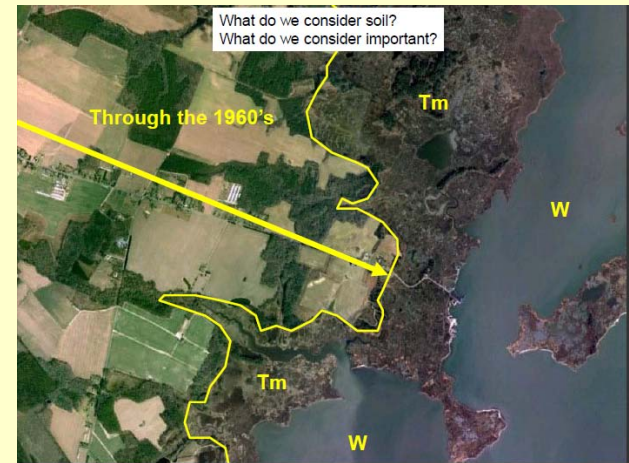 What do we consider soil?
What do we consider important?
Through the 1960's
Tm
W
Tm
W